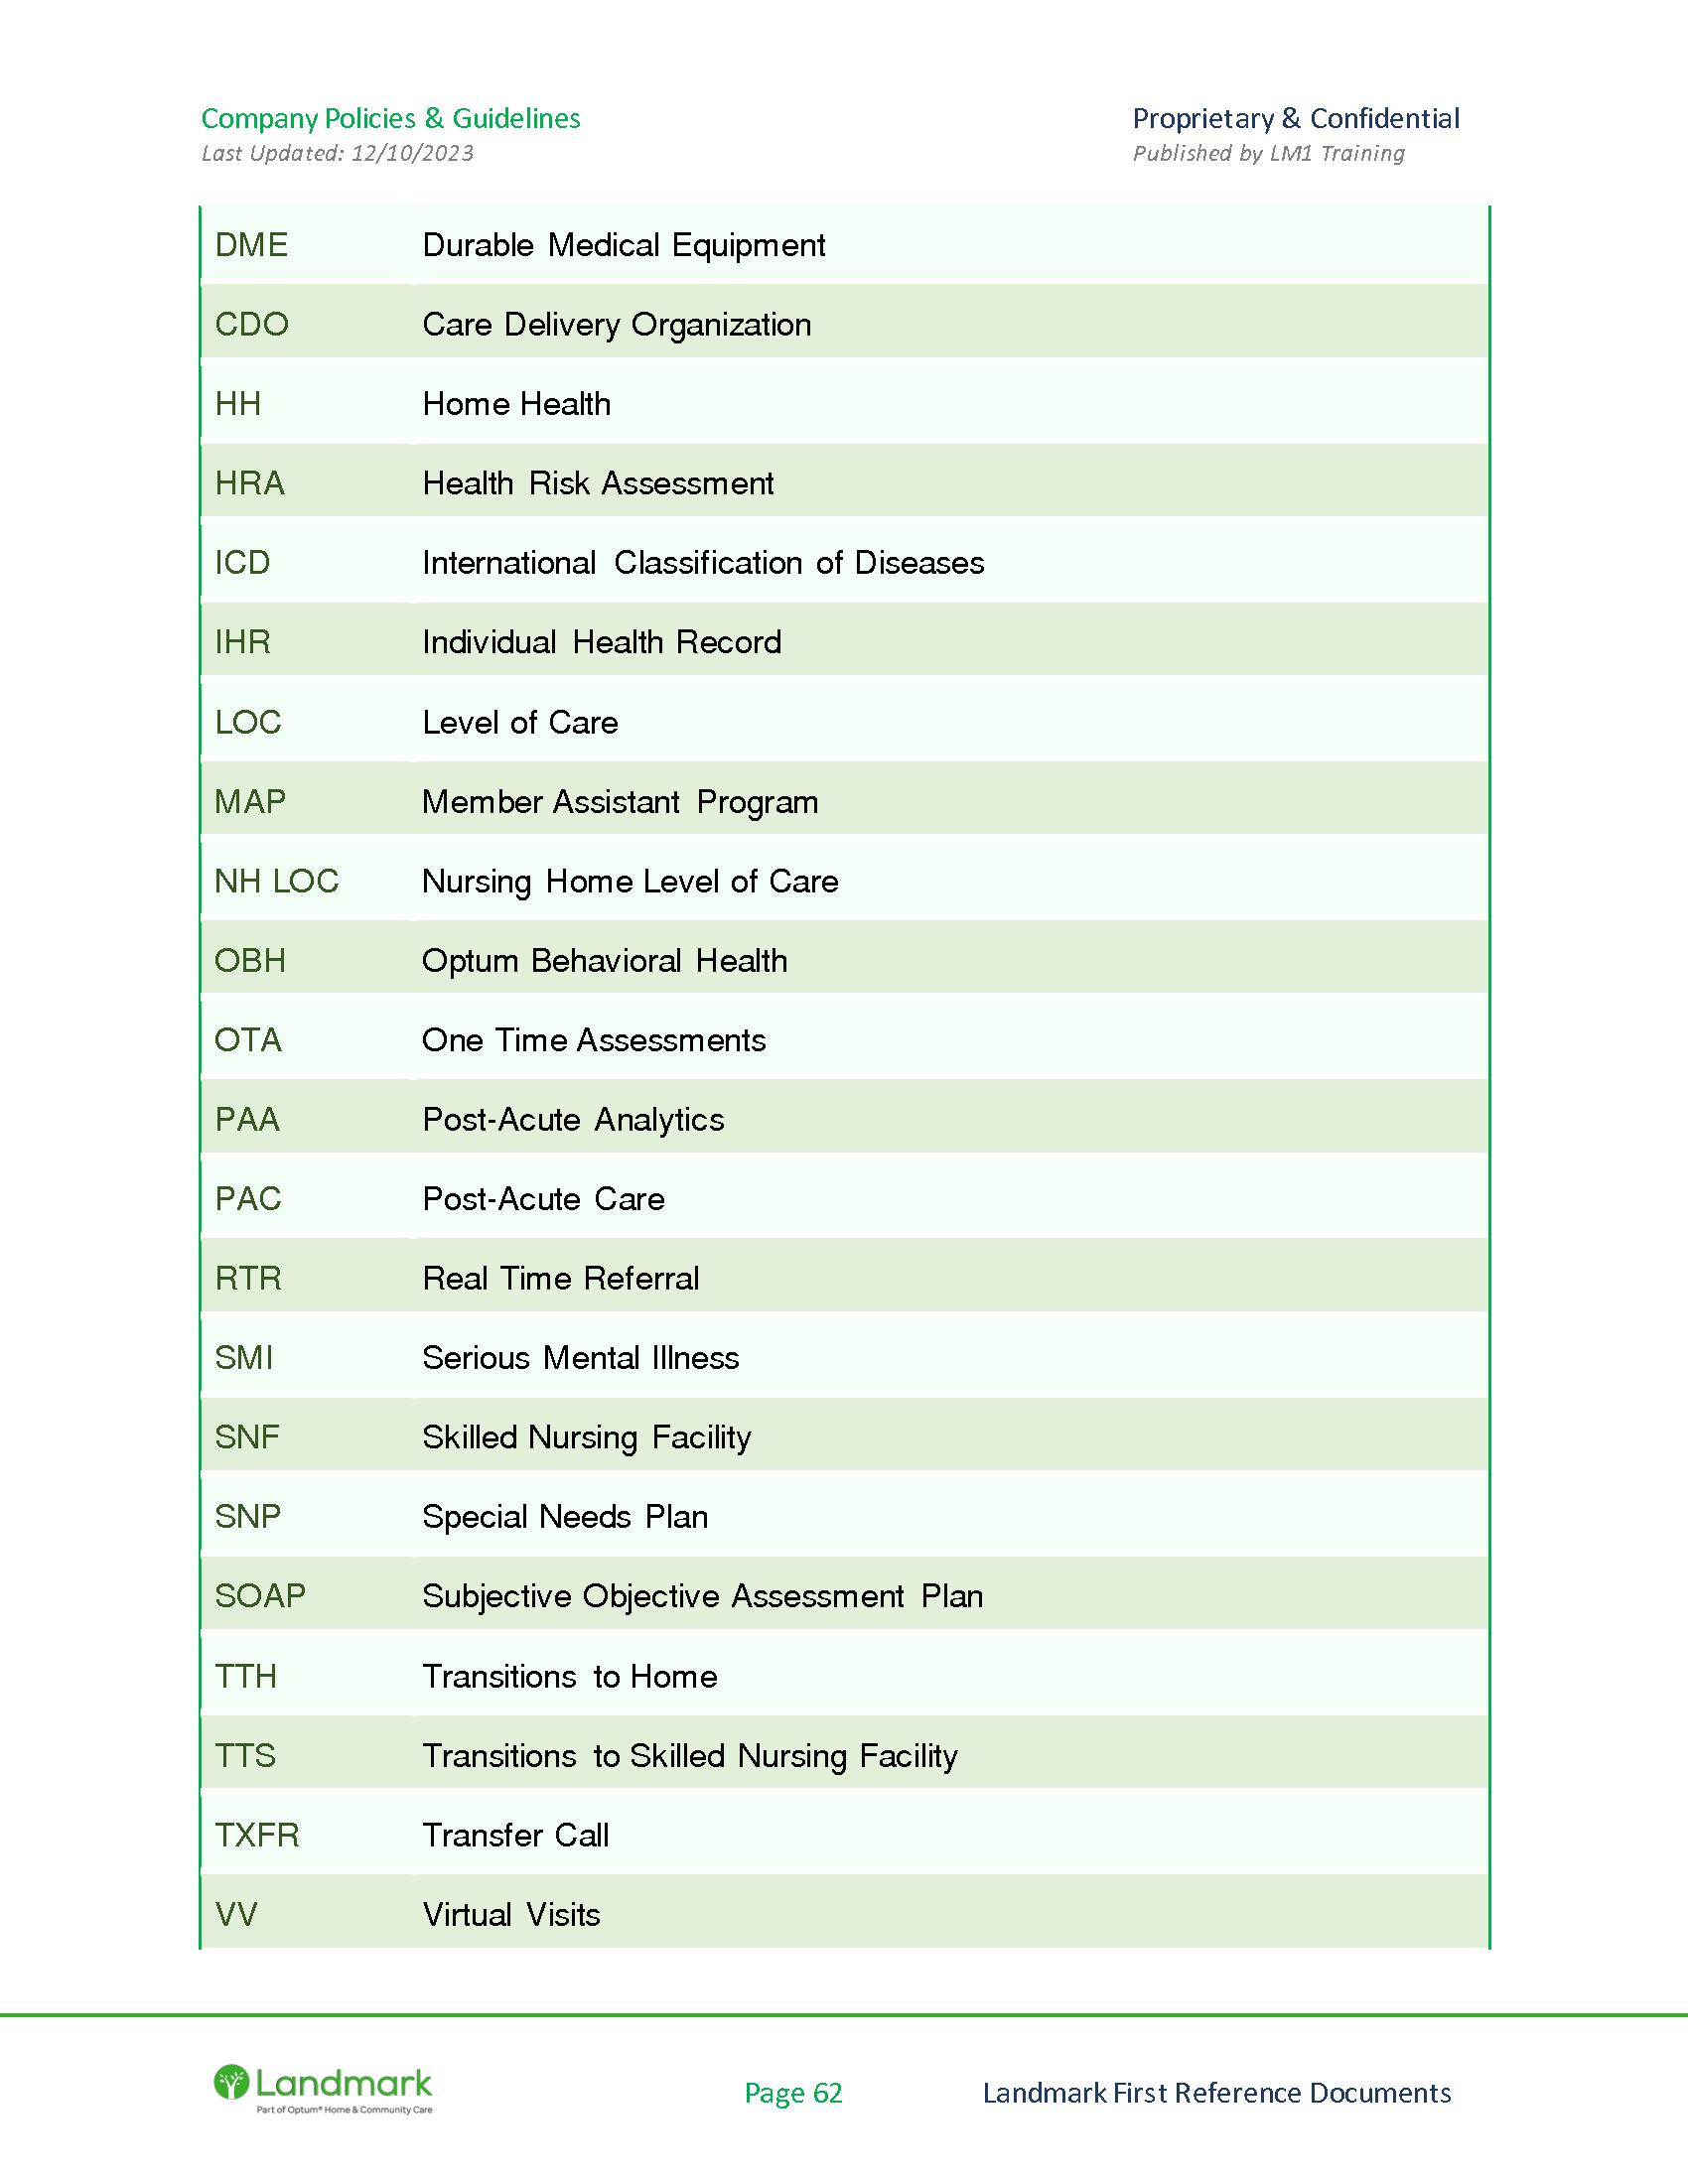 Company Policies & Guidelines Proprietary & Confidential
Last Updated: 12/10/2023 Published by LM1 Training
DME Durable Medical Equipment
CDO Care Delivery Organization
HH Home Health
HRA Health Risk Assessment
ICD International Classification of Diseases
IHR Individual Health Record
LOC Level of Care
MAP Member Assistant Program
NH LOC Nursing Home Level of Care
OBH Optum Behavioral Health
OTA One Time Assessments
PAA Post-Acute Analytics
PAC Post-Acute Care
RTR Real Time Referral
SMI Serious Mental Illness
SNF Skilled Nursing Facility
SNP Special Needs Plan
SOAP Subjective Objective Assessment Plan
TTH Transitions to Home
TTS Transitions to Skilled Nursing Facility
TXFR Transfer Call
VV Virtual Visits
Landmark
Part of Optum® Home & Community Care
Page 62 Landmark First Reference Documents